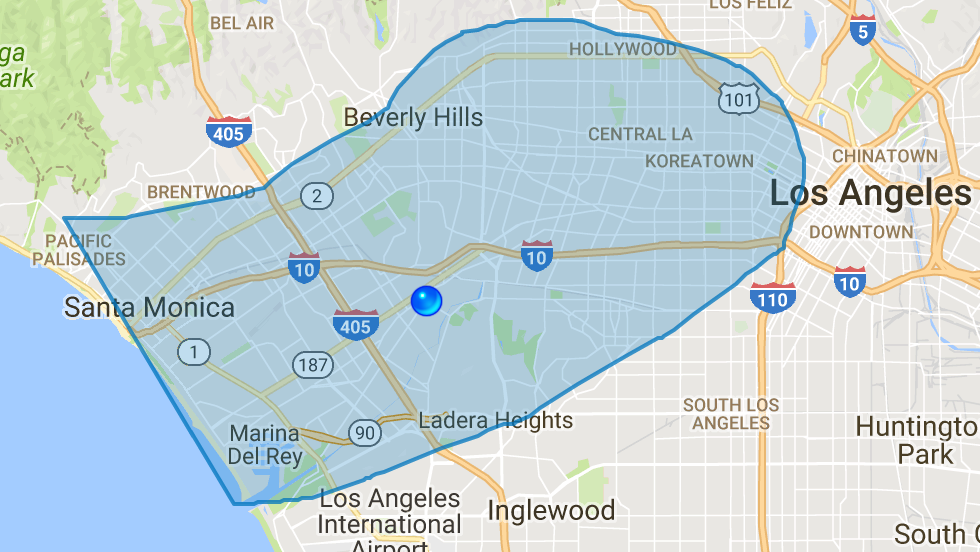 LOS FELIZ
BEL AIR
5
HOLLYWOOD
ga
ark
101
Beverly Hills
405
CENTRAL LA
CHINATOWN
KOREATOWN
BRENTWOOD
2
Los Angeles
DOWNTOWN
PACIFIC
PALISADES
10
10
10
110
Santa Monica
405
1
187
SOUTH LOS
ANGELES
Ladera Heights
Huntingto
Park
90
Marina
Del Rey
Los Angeles
International
Airport
Inglewood
South